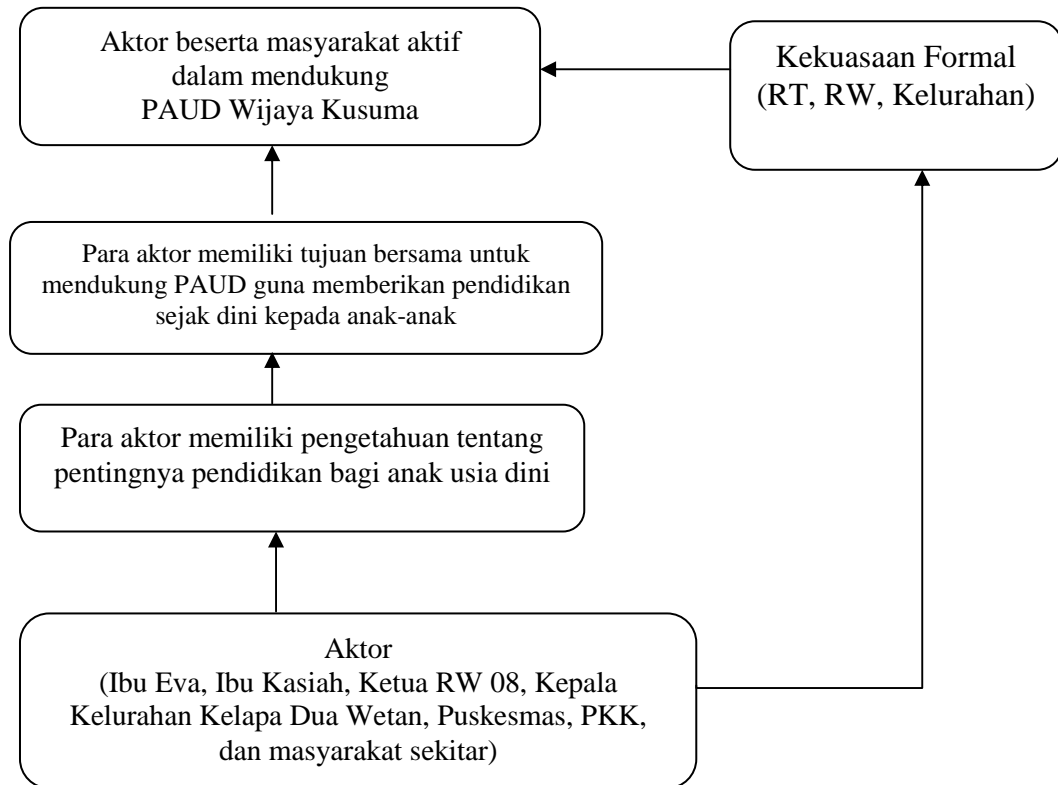 Aktor beserta masyarakat aktif
dalam mendukung
PAUD Wijaya Kusuma
Kekuasaan Formal
(RT, RW, Kelurahan)
Para aktor memiliki tujuan bersama untuk
mendukung PAUD guna memberikan pendidikan
sejak dini kepada anak-anak
Para aktor memiliki pengetahuan tentang
pentingnya pendidikan bagi anak usia dini
Aktor
(Ibu Eva, Ibu Kasiah, Ketua RW 08, Kepala
Kelurahan Kelapa Dua Wetan, Puskesmas, PKK,
dan masyarakat sekitar)